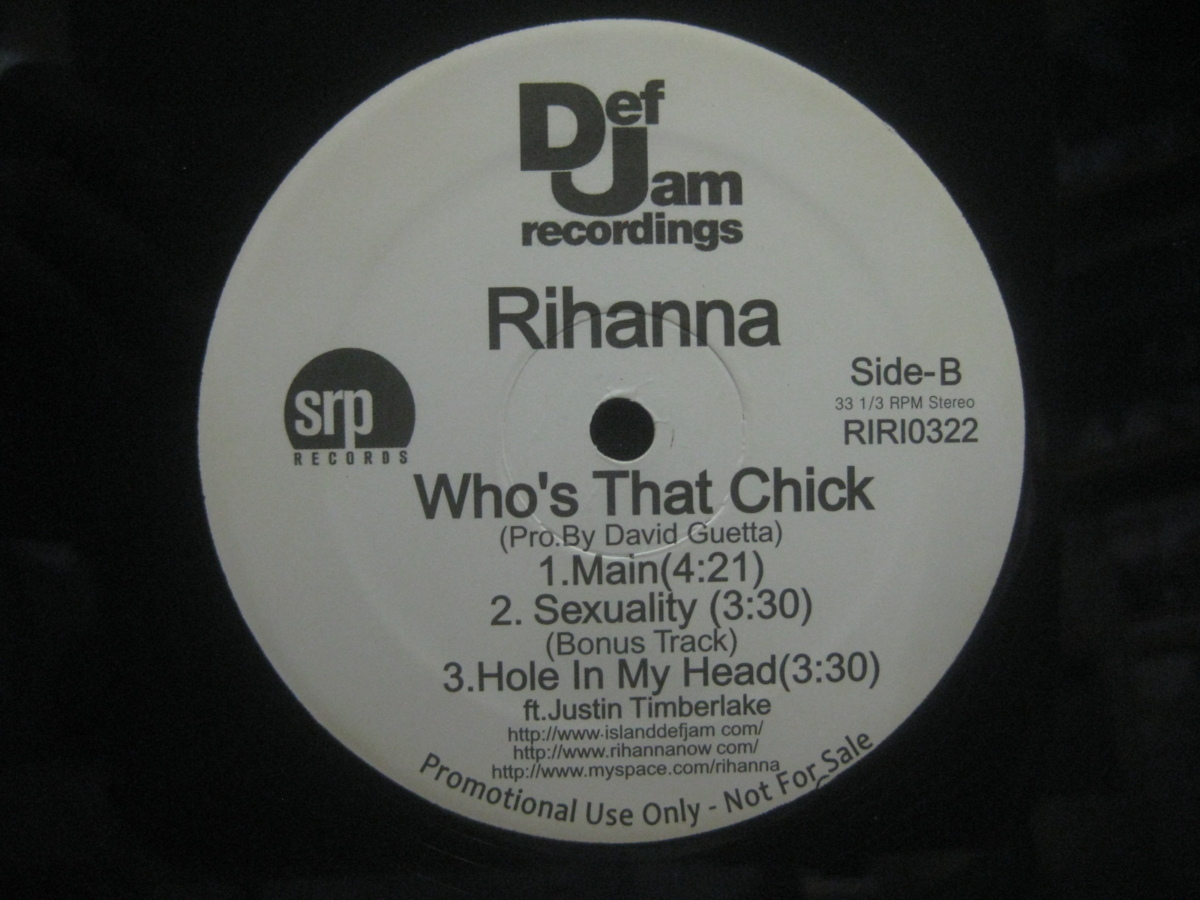 Def
Jam
recordings
Rihanna
srp
RECORDS
Side-B
33 1/3 RPM Stereo
RIRI0322
Who's That Chick
(Pro.By David Guetta)
1.Main(4:21)
2. Sexuality (3:30)
(Bonus Track)
3.Hole In My Head(3:30)
ft.Justin Timberlake
http://www.islanddefjam com/
http://www.rihannanow com/
http://www.myspace.com/rihanna
Promotional Use Only - Not For Sale